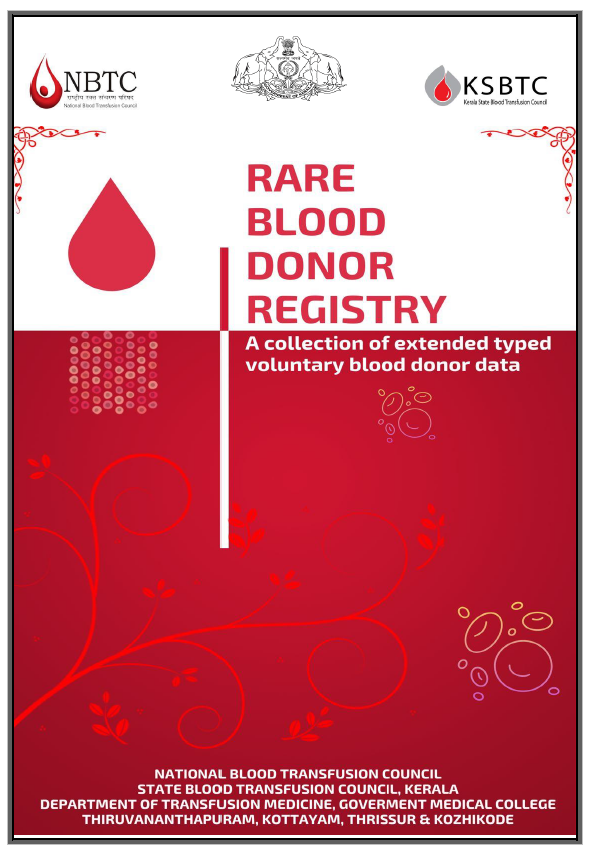 NBTC
राष्ट्रीय रक्त संचरण परिषद
National Blood Transfusion Council
KSBTC
Kerala State Blood Transfusion Council
RARE
BLOOD
DONOR
REGISTRY
A collection of extended typed
voluntary blood donor data
NATIONAL BLOOD TRANSFUSION COUNCIL
STATE BLOOD TRANSFUSION COUNCIL, KERALA
DEPARTMENT OF TRANSFUSION MEDICINE, GOVERMENT MEDICAL COLLEGE
THIRUVANANTHAPURAM, KOTTAYAM, THRISSUR & KOZHIKODE